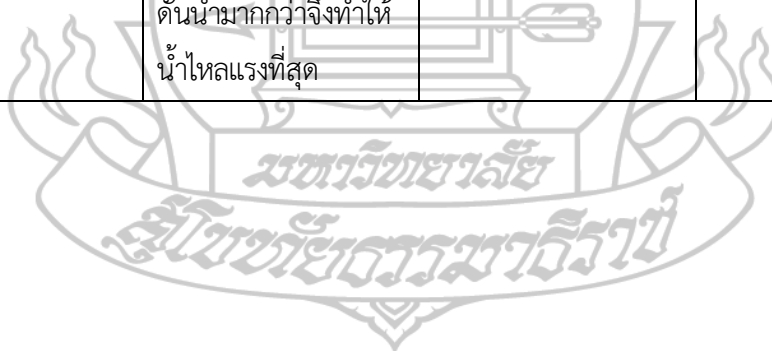 ดันน้ำมากกว่าจึงทำให้
น้ำไหลแรงที่สุด
มหาวิทยาลัย
สุโขทัยธรรมาธิราช